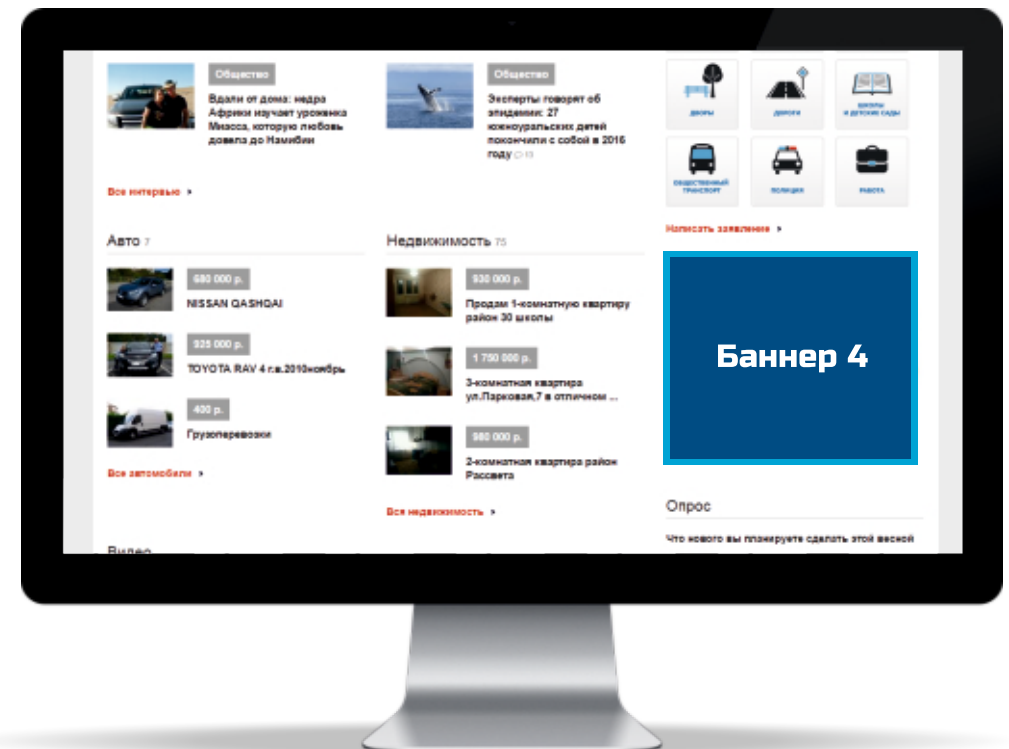 Общество
Вдали от дома: недра
Африки изучает уроженка
Миасса, которую любовь
довела до Намибии
Все интервью
Общество
Эксперты говорят об
эпидемии: 27
южноуральских детей
покончили с собой в 2016
году
ДВОРЫ
ДОРОГИ
ШКОЛЫ
И ДЕТСКИЕ САДЫ
ОБЩЕСТВЕННЫЙ
ТРАНСПОРТ
ПОЛИЦИЯ
РАБОТА
Написать заявление
Авто 7
680 000 р.
NISSAN QASHQAI
925 000 р.
TOYOTA RAV 4 г.в.2010ноябрь
400 р.
Грузоперевозки
Все автомобили
Недвижимость 75
930 000 р.
Продам 1-комнатную квартиру
район 30 школы
1 750 000 р.
3-комнатная квартира
ул.Парковая,7 в отличном ...
980 000 р.
2-комнатная квартира район
Рассвета
Вся недвижимость
Баннер 4
Опрос
Что нового вы планируете сделать этой весной
Видео